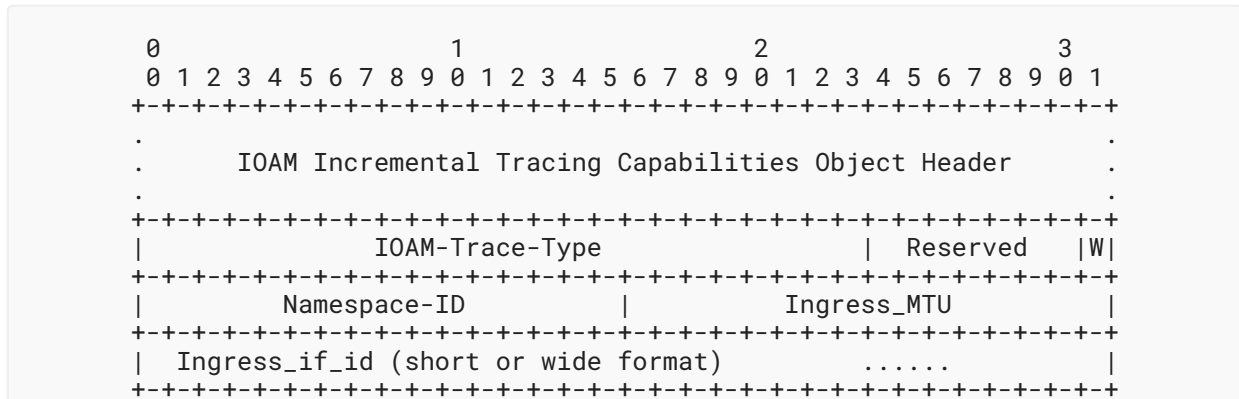 0                   1                   2                   3
 0 1 2 3 4 5 6 7 8 9 0 1 2 3 4 5 6 7 8 9 0 1 2 3 4 5 6 7 8 9 0 1
+-+-+-+-+-+-+-+-+-+-+-+-+-+-+-+-+-+-+-+-+-+-+-+-+-+-+-+-+-+-+-+-+
.                                                               .
.      IOAM Incremental Tracing Capabilities Object Header      .
.                                                               .
+-+-+-+-+-+-+-+-+-+-+-+-+-+-+-+-+-+-+-+-+-+-+-+-+-+-+-+-+-+-+-+-+
|               IOAM-Trace-Type                 |  Reserved   |W|
+-+-+-+-+-+-+-+-+-+-+-+-+-+-+-+-+-+-+-+-+-+-+-+-+-+-+-+-+-+-+-+-+
|         Namespace-ID          |          Ingress_MTU          |
+-+-+-+-+-+-+-+-+-+-+-+-+-+-+-+-+-+-+-+-+-+-+-+-+-+-+-+-+-+-+-+-+
|  Ingress_if_id (short or wide format)         ......          |
+-+-+-+-+-+-+-+-+-+-+-+-+-+-+-+-+-+-+-+-+-+-+-+-+-+-+-+-+-+-+-+-+